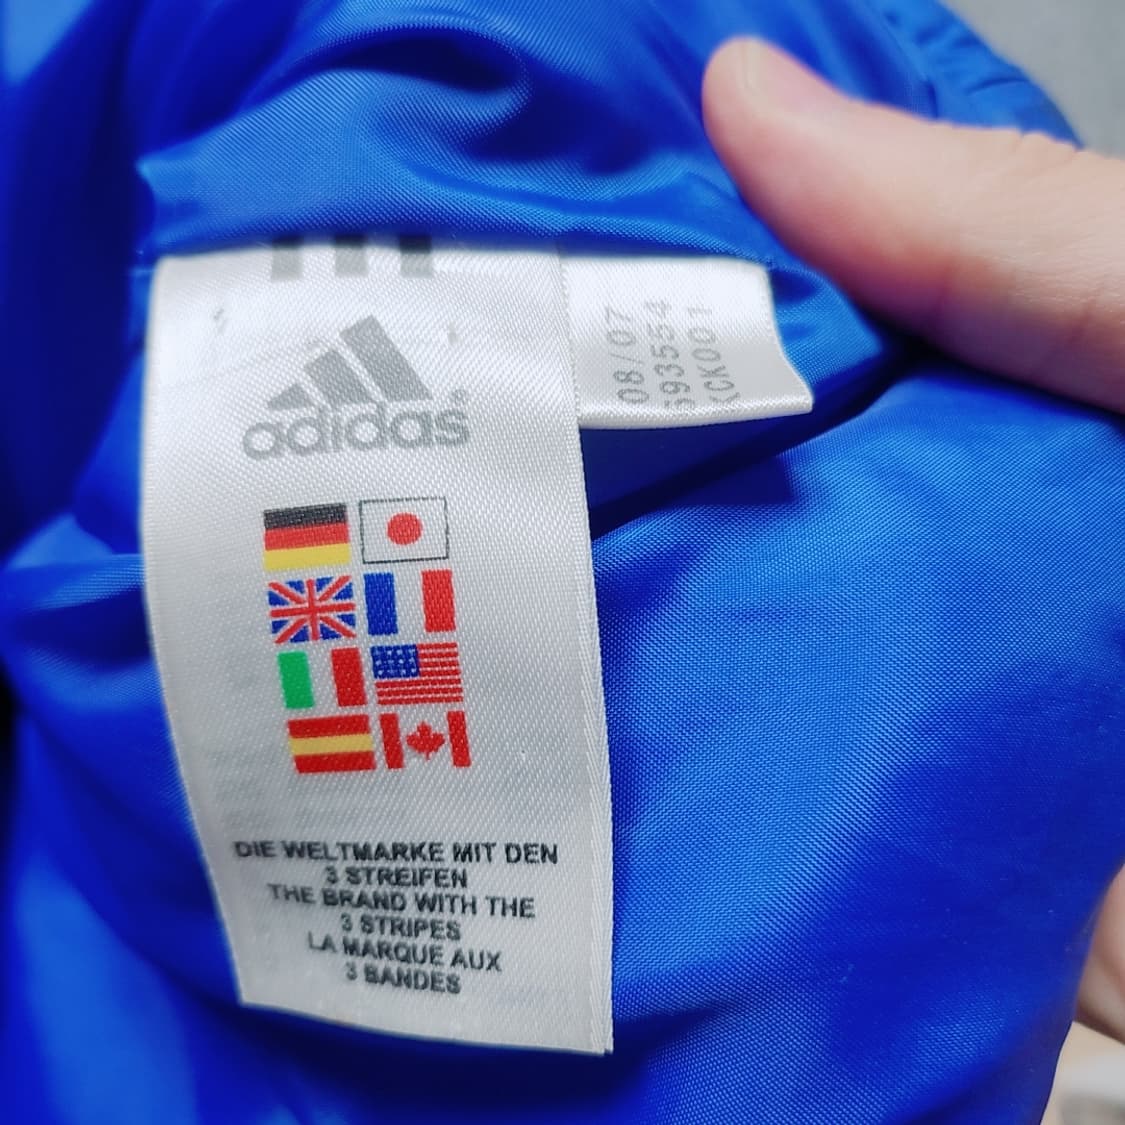 adidas®
DIE WELTMARKE MIT DEN
3 STREIFEN
THE BRAND WITH THE
3 STRIPES
LA MARQUE AUX
3 BANDES
08/07